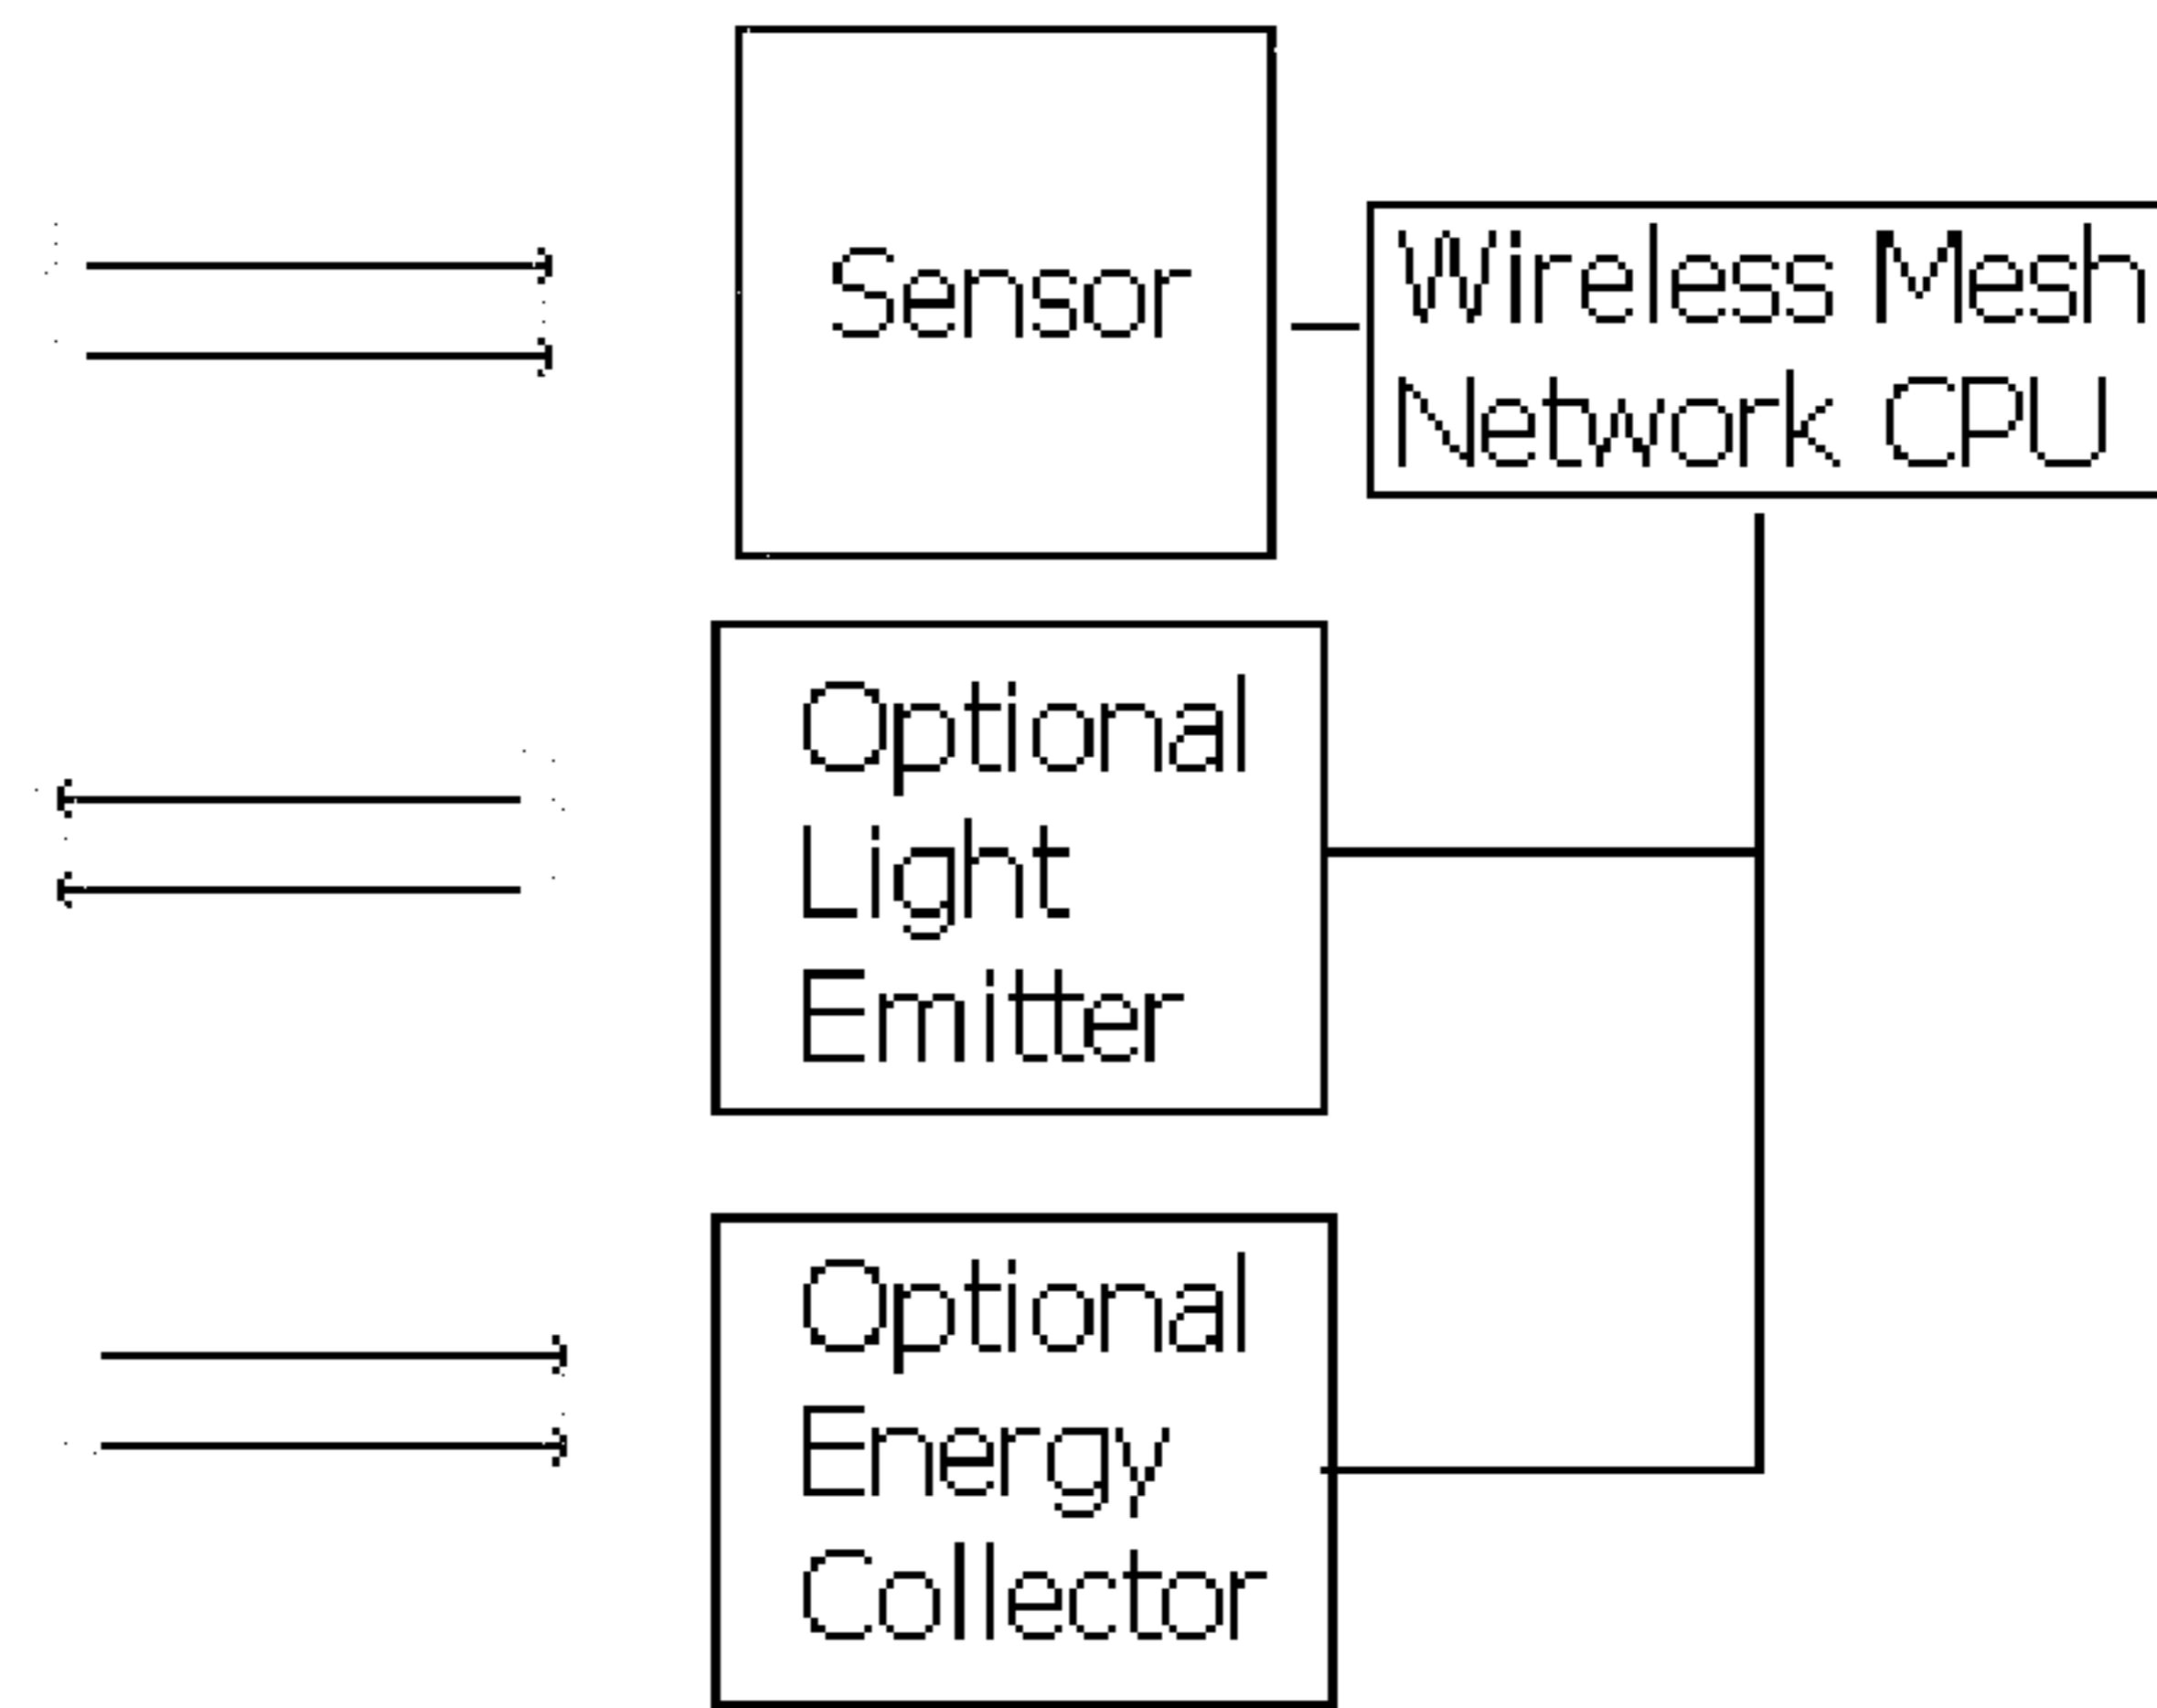 Sensor
Wireless Mesh
Network CPU
Optional
Light
Emitter
Optional
Energy
Collector